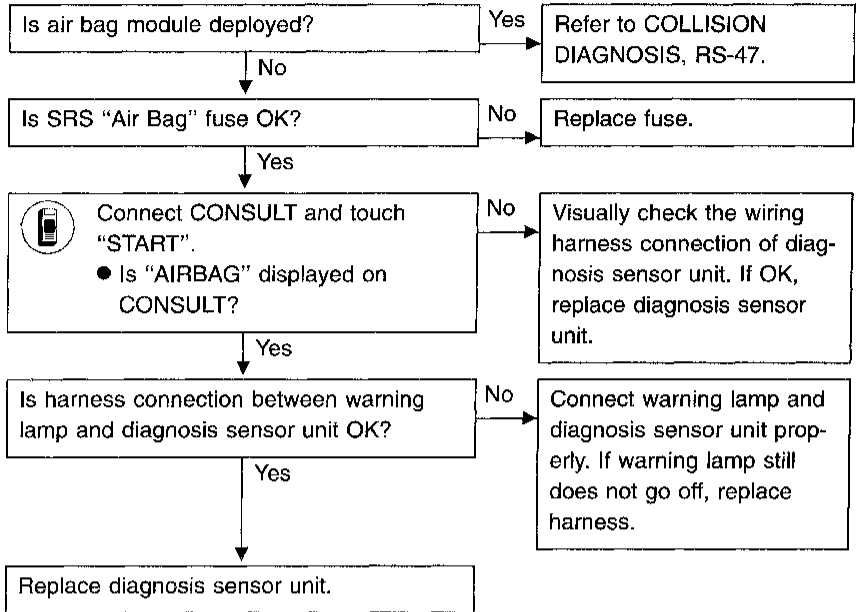 Is air bag module deployed?
Yes
Refer to COLLISION
DIAGNOSIS, RS-47.
No
Is SRS “Air Bag” fuse OK?
No
Replace fuse.
Yes
Connect CONSULT and touch
“START”.
● Is “AIRBAG” displayed on
CONSULT?
No
Visually check the wiring
harness connection of diag-
nosis sensor unit. If OK,
replace diagnosis sensor
unit.
Yes
Is harness connection between warning
lamp and diagnosis sensor unit OK?
No
Connect warning lamp and
diagnosis sensor unit prop-
erly. If warning lamp still
does not go off, replace
harness.
Yes
Replace diagnosis sensor unit.